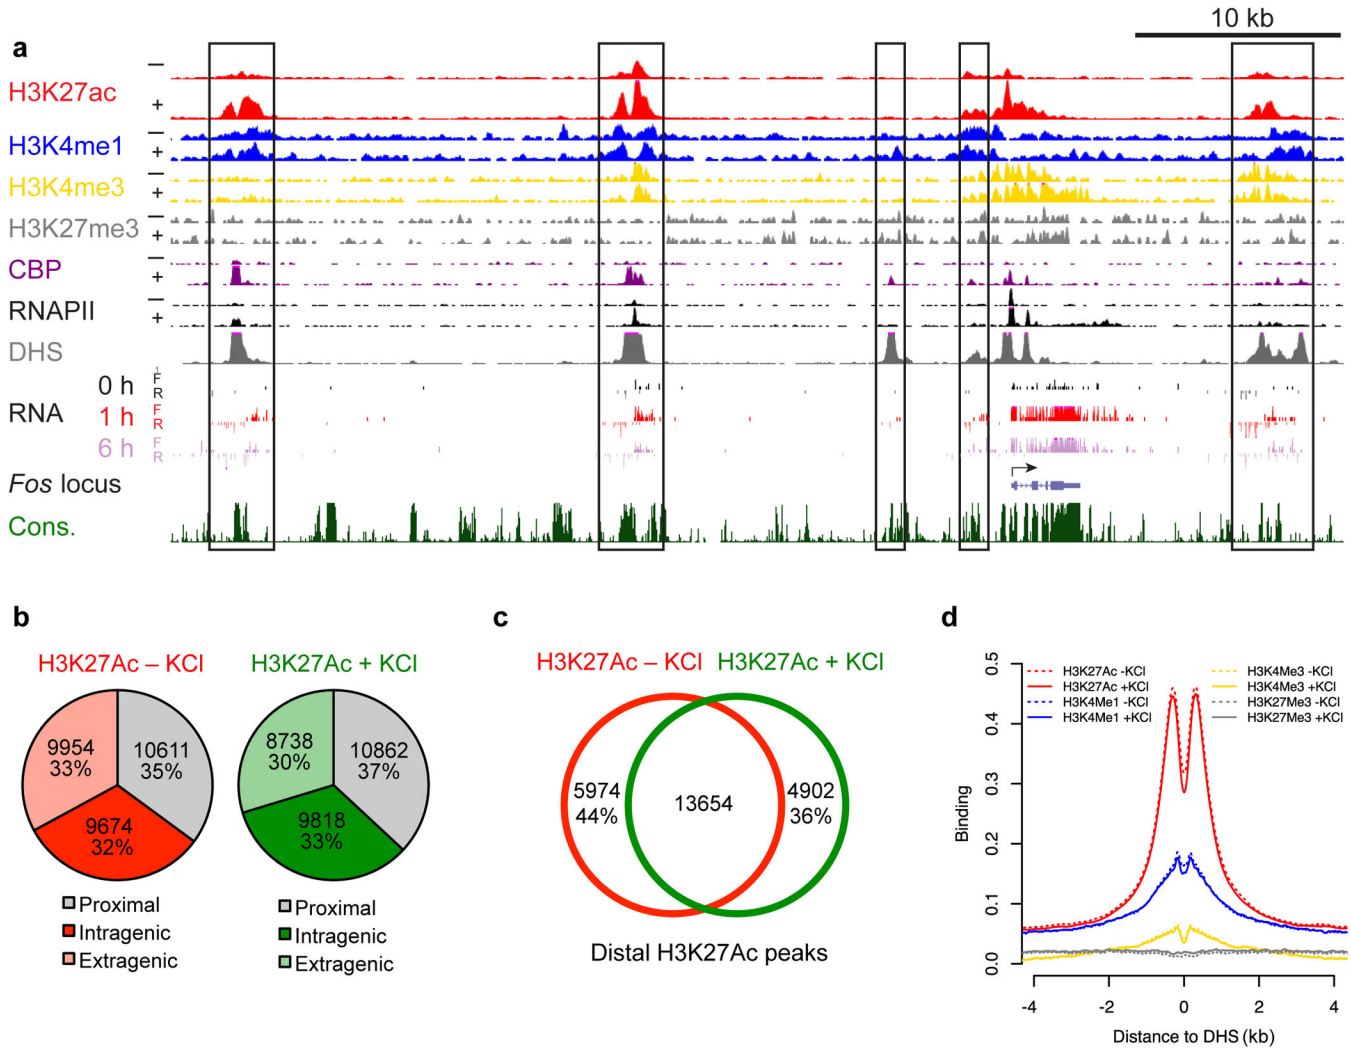 10 kb
a
H3K27ac
–
+
H3K4me1
–
+
H3K4me3
–
+
H3K27me3
–
+
CBP
–
+
RNAPII
–
+
DHS
RNA
0 h
F
R
1 h
F
R
6 h
F
R
Fos locus
Cons.
b
H3K27Ac – KCl
H3K27Ac + KCl
9954
33%
10611
35%
9674
32%
8738
30%
10862
37%
9818
33%
Proximal
Intragenic
Extragenic
Proximal
Intragenic
Extragenic
c
H3K27Ac – KCl
H3K27Ac + KCl
5974
44%
13654
4902
36%
Distal H3K27Ac peaks
d
H3K27Ac -KCl
H3K27Ac +KCl
H3K4Me1 -KCl
H3K4Me1 +KCl
H3K4Me3 -KCl
H3K4Me3 +KCl
H3K27Me3 -KCl
H3K27Me3 +KCl
Binding
0.5
0.4
0.3
0.2
0.1
0.0
-4
-2
0
2
4
Distance to DHS (kb)